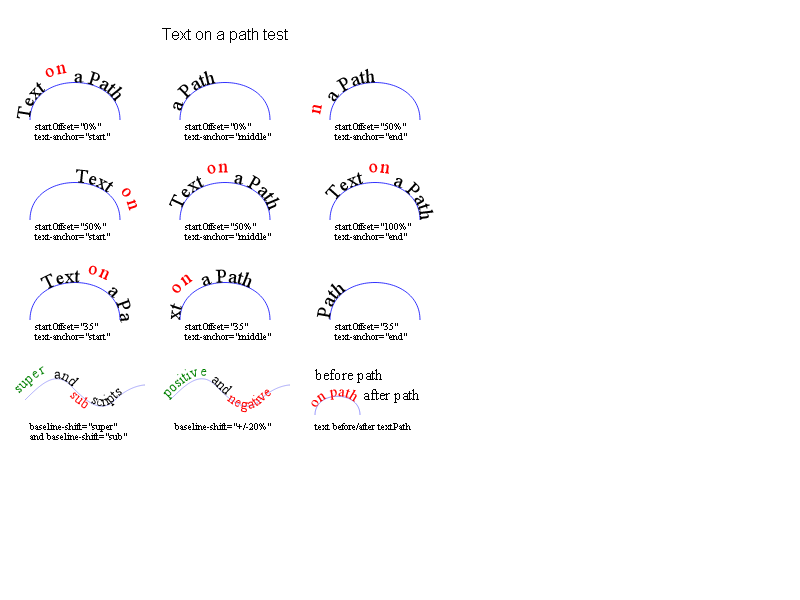 Text on a path test
Text on a Path
startOffset="0%"
text-anchor="start"
a Path
startOffset="0%"
text-anchor="middle"
n a Path
startOffset="50%"
text-anchor="end"
Text on
startOffset="50%"
text-anchor="start"
Text on a Path
startOffset="50%"
text-anchor="middle"
Text on a Path
startOffset="100%"
text-anchor="end"
Text on a Pa
startOffset="35"
text-anchor="start"
xt on a Path
startOffset="35"
text-anchor="middle"
Path
startOffset="35"
text-anchor="end"
super and sub scripts
baseline-shift="super"
and baseline-shift="sub"
positive and negative
baseline-shift="+/-20%"
before path
on path after path
text before/after textPath